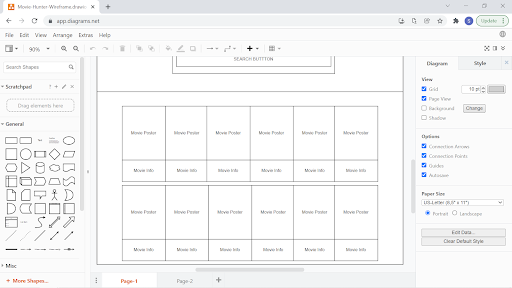 Movie-Hunter-Wireframe.drawio
app.diagrams.net
Update
File Edit View Arrange Extras Help
90%
Search Shapes
Scratchpad
Drag elements here
General
Misc
+ More Shapes...
SEARCH BUTTTON
Movie Poster Movie Poster Movie Poster Movie Poster Movie Poster Movie Poster
Movie Info Movie Info Movie Info Movie Info Movie Info Movie Info
Movie Poster Movie Poster Movie Poster Movie Poster Movie Poster Movie Poster
Movie Info Movie Info Movie Info Movie Info Movie Info Movie Info
Page-1 Page-2
Diagram Style
View
Grid 10 pt
Page View
Background Change
Shadow
Options
Connection Arrows
Connection Points
Guides
Autosave
Paper Size
US-Letter (8,5" x 11")
Portrait Landscape
Edit Data...
Clear Default Style